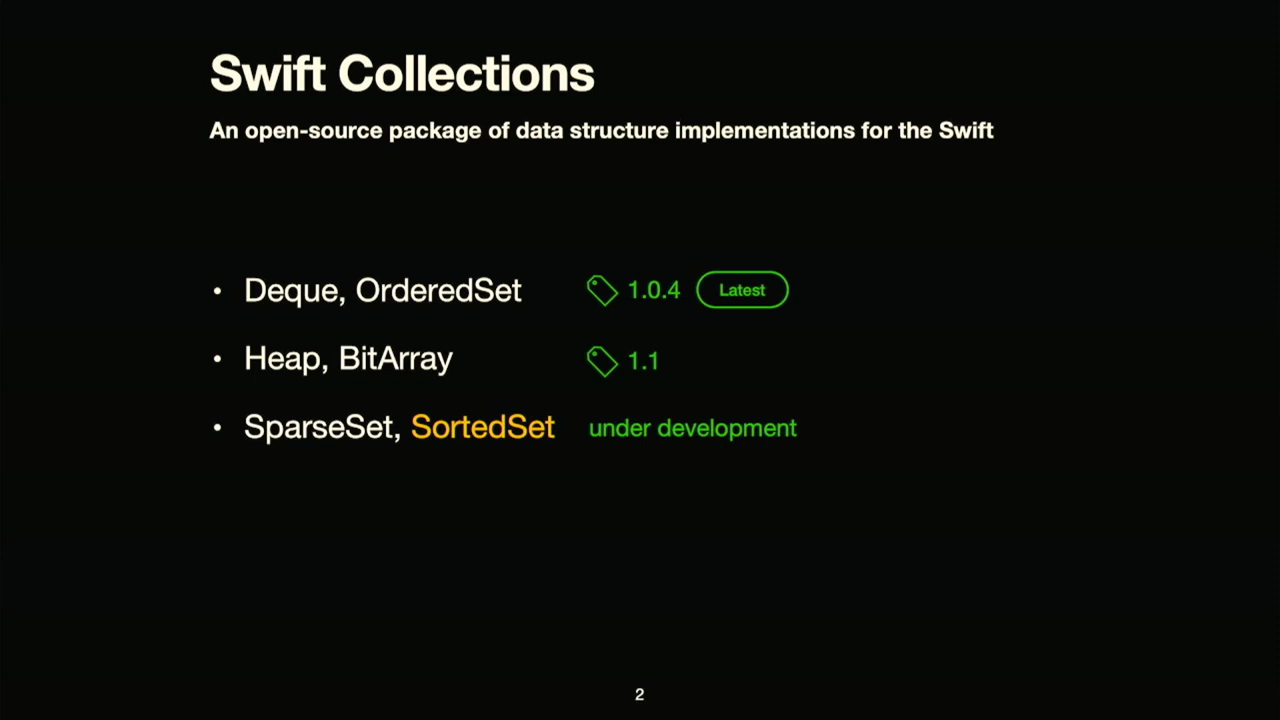 Swift Collections
An open-source package of data structure implementations for the Swift
• Deque, OrderedSet 1.0.4 Latest
• Heap, BitArray 1.1
• SparseSet, SortedSet under development
2